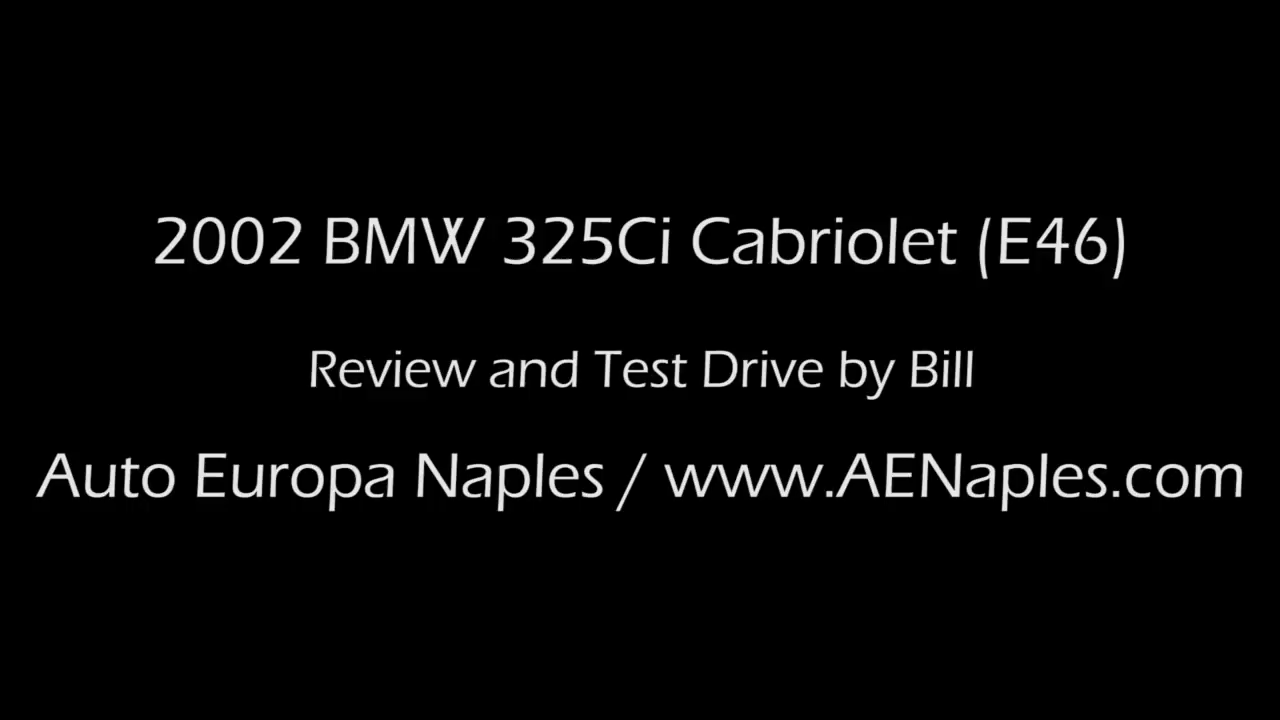 2002 BMW 325Ci Cabriolet (E46)
Review and Test Drive by Bill
Auto Europa Naples / www.AENaples.com